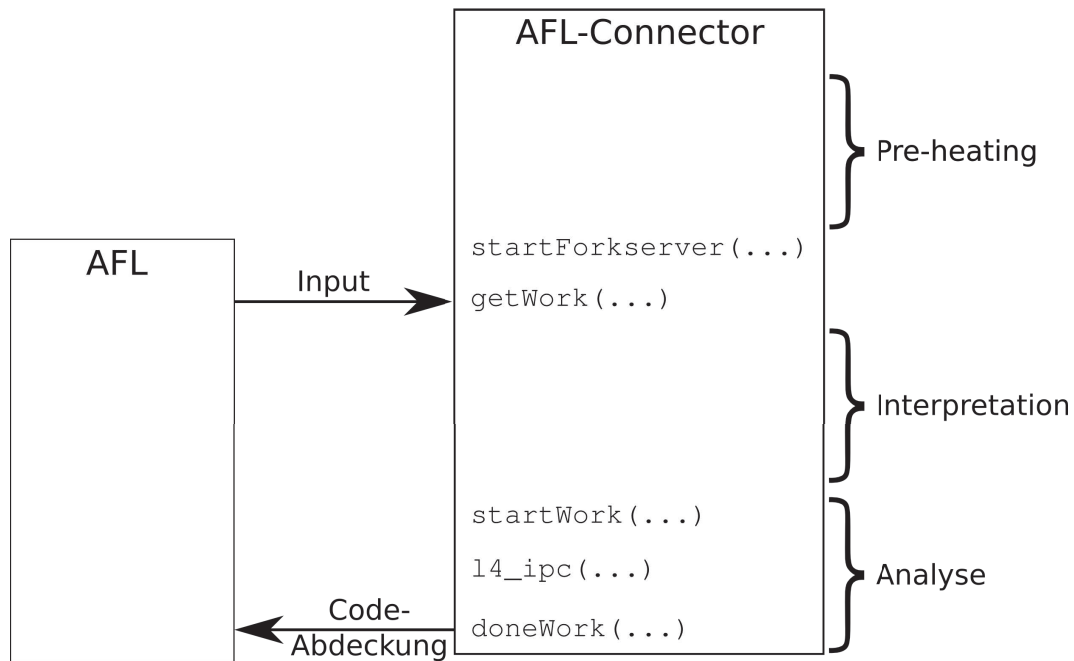 AFL-Connector
Pre-heating
startForkserver(...)
AFL
Input
getWork(...)
Interpretation
startWork(...)
l4_ipc(...)
Analyse
Code-
Abdeckung
doneWork(...)